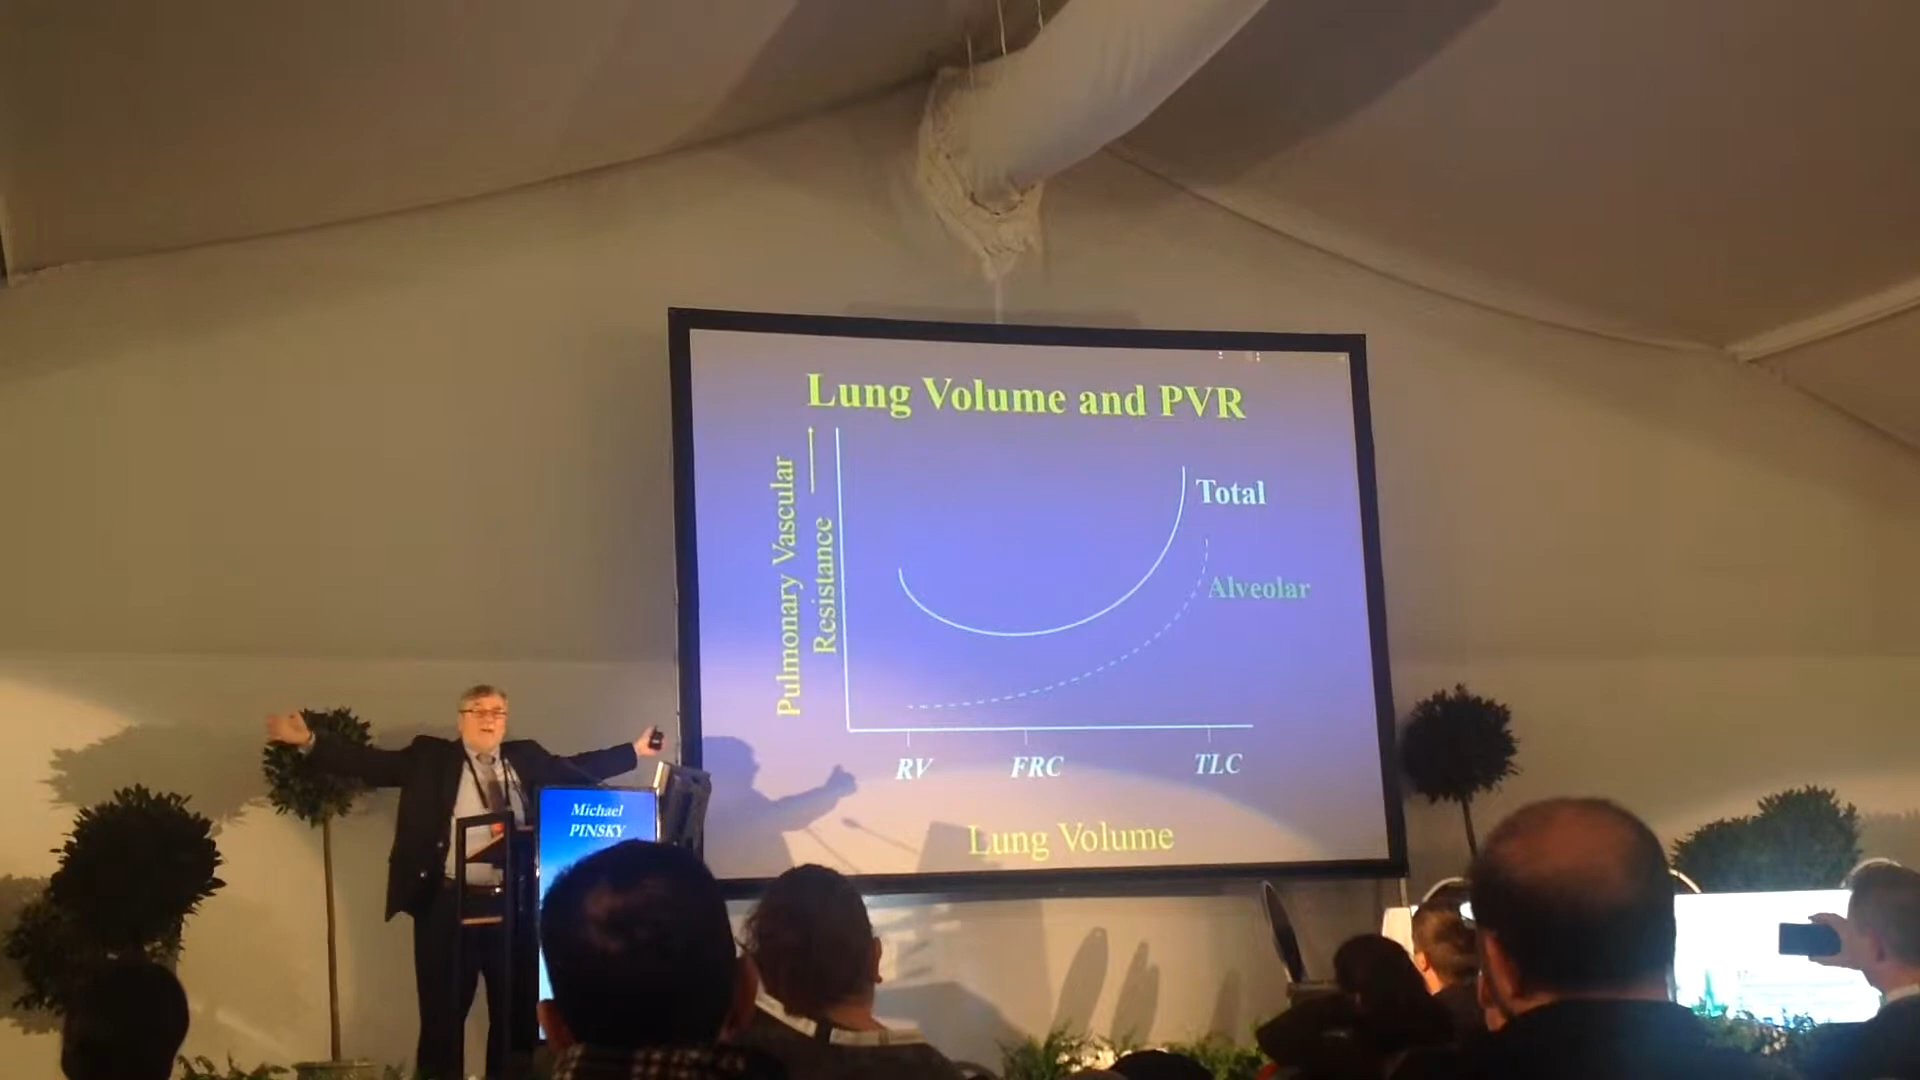 Lung Volume and PVR
Pulmonary Vascular
Resistance
Total
Alveolar
RV
FRC
TLC
Lung Volume
Michael
PINSKY